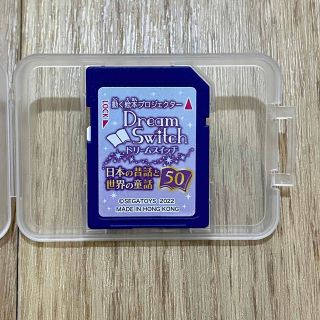 動く絵本プロジェクター
LOCK
Dream
Switch
ドリームスイッチ
日本の昔話と
世界の童話
50
©SEGATOYS 2022
MADE IN HONG KONG